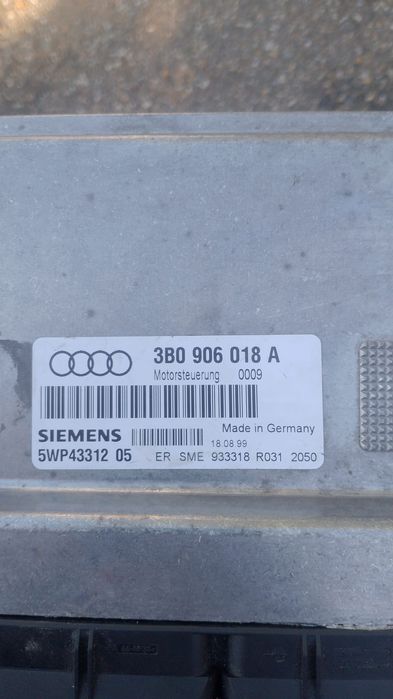 3B0 906 018 A
Motorsteuerung 0009
Made in Germany
SIEMENS
18.08.99
5WP43312 05 ER SME 933318 R031 2050